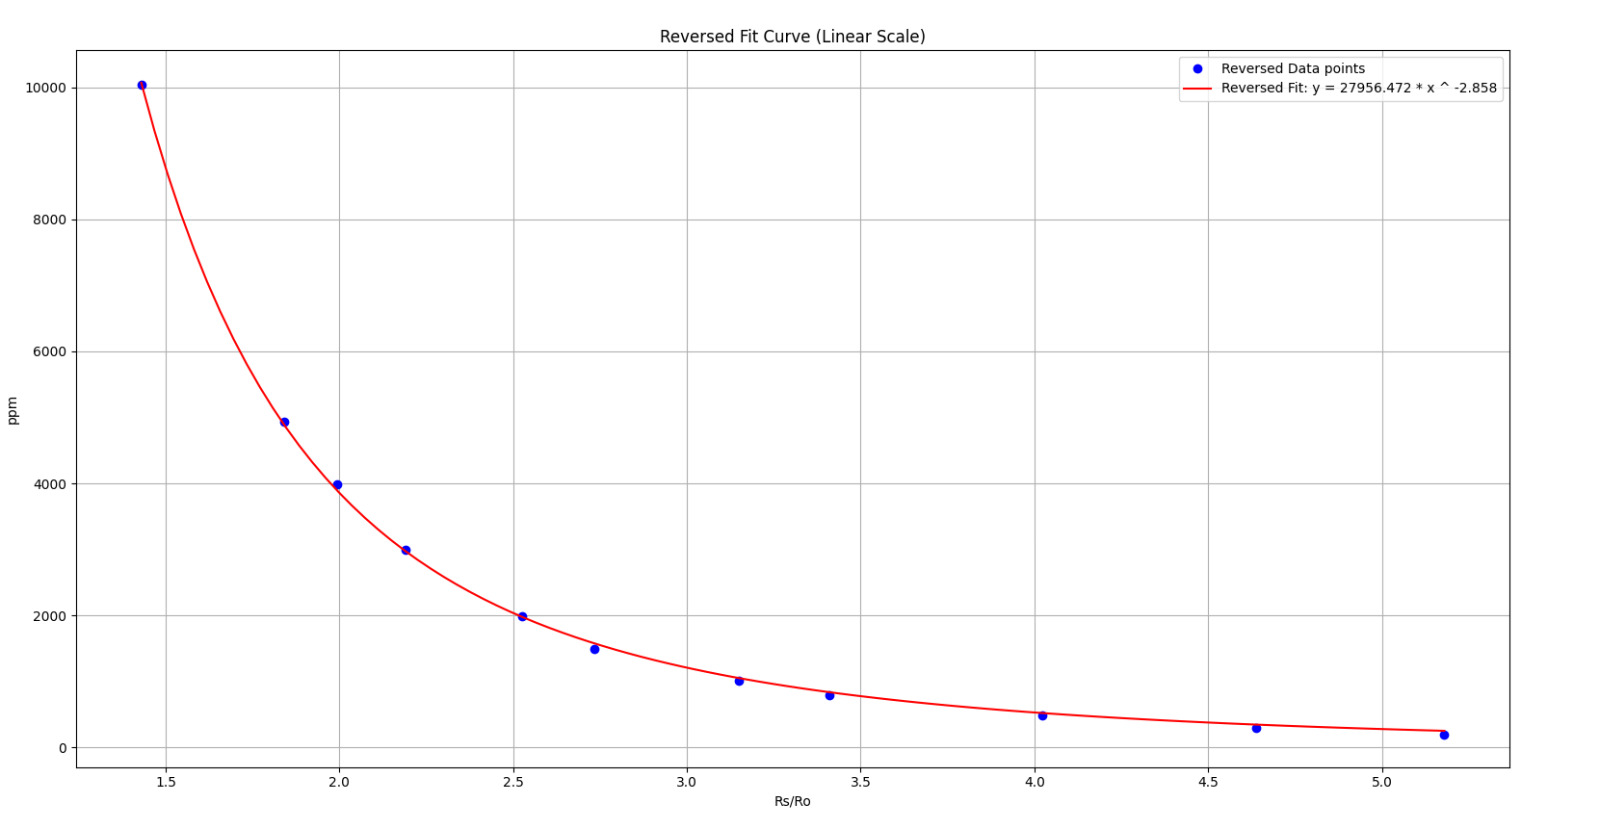 Reversed Fit Curve (Linear Scale)
Reversed Data points
Reversed Fit: y = 27956.472 * x ^ -2.858
10000
8000
6000
4000
2000
0
ppm
1.5 2.0 2.5 3.0 3.5 4.0 4.5 5.0
Rs/Ro